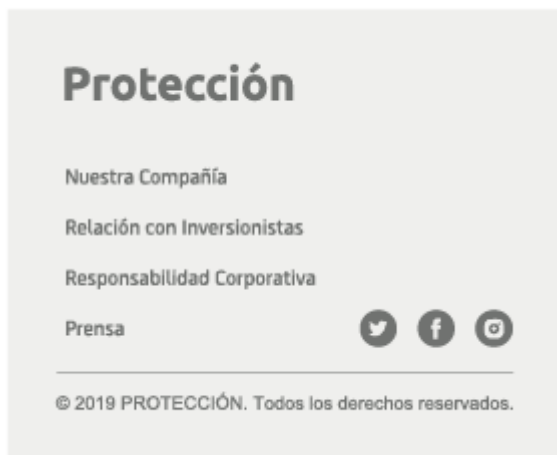 Protección
Nuestra Compañía
Relación con Inversionistas
Responsabilidad Corporativa
Prensa
© 2019 PROTECCIÓN. Todos los derechos reservados.